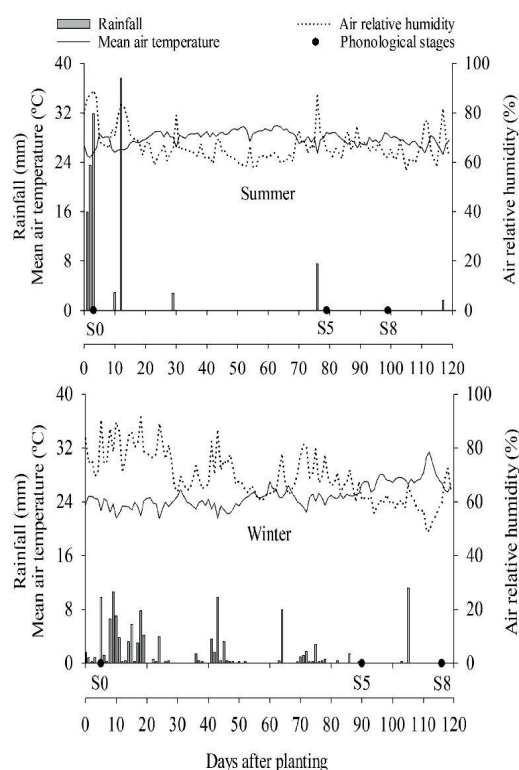 Rainfall
Mean air temperature
Air relative humidity
Phonological stages
Rainfall (mm)
Mean air temperature (ºC)
40
32
24
16
8
0
100
80
60
40
20
0
Air relative humidity (%)
Summer
S0
S5
S8
0 10 20 30 40 50 60 70 80 90 100 110 120
Rainfall (mm)
Mean air temperature (ºC)
40
32
24
16
8
0
100
80
60
40
20
0
Air relative humidity (%)
Winter
S0
S5
S8
0 10 20 30 40 50 60 70 80 90 100 110 120
Days after planting